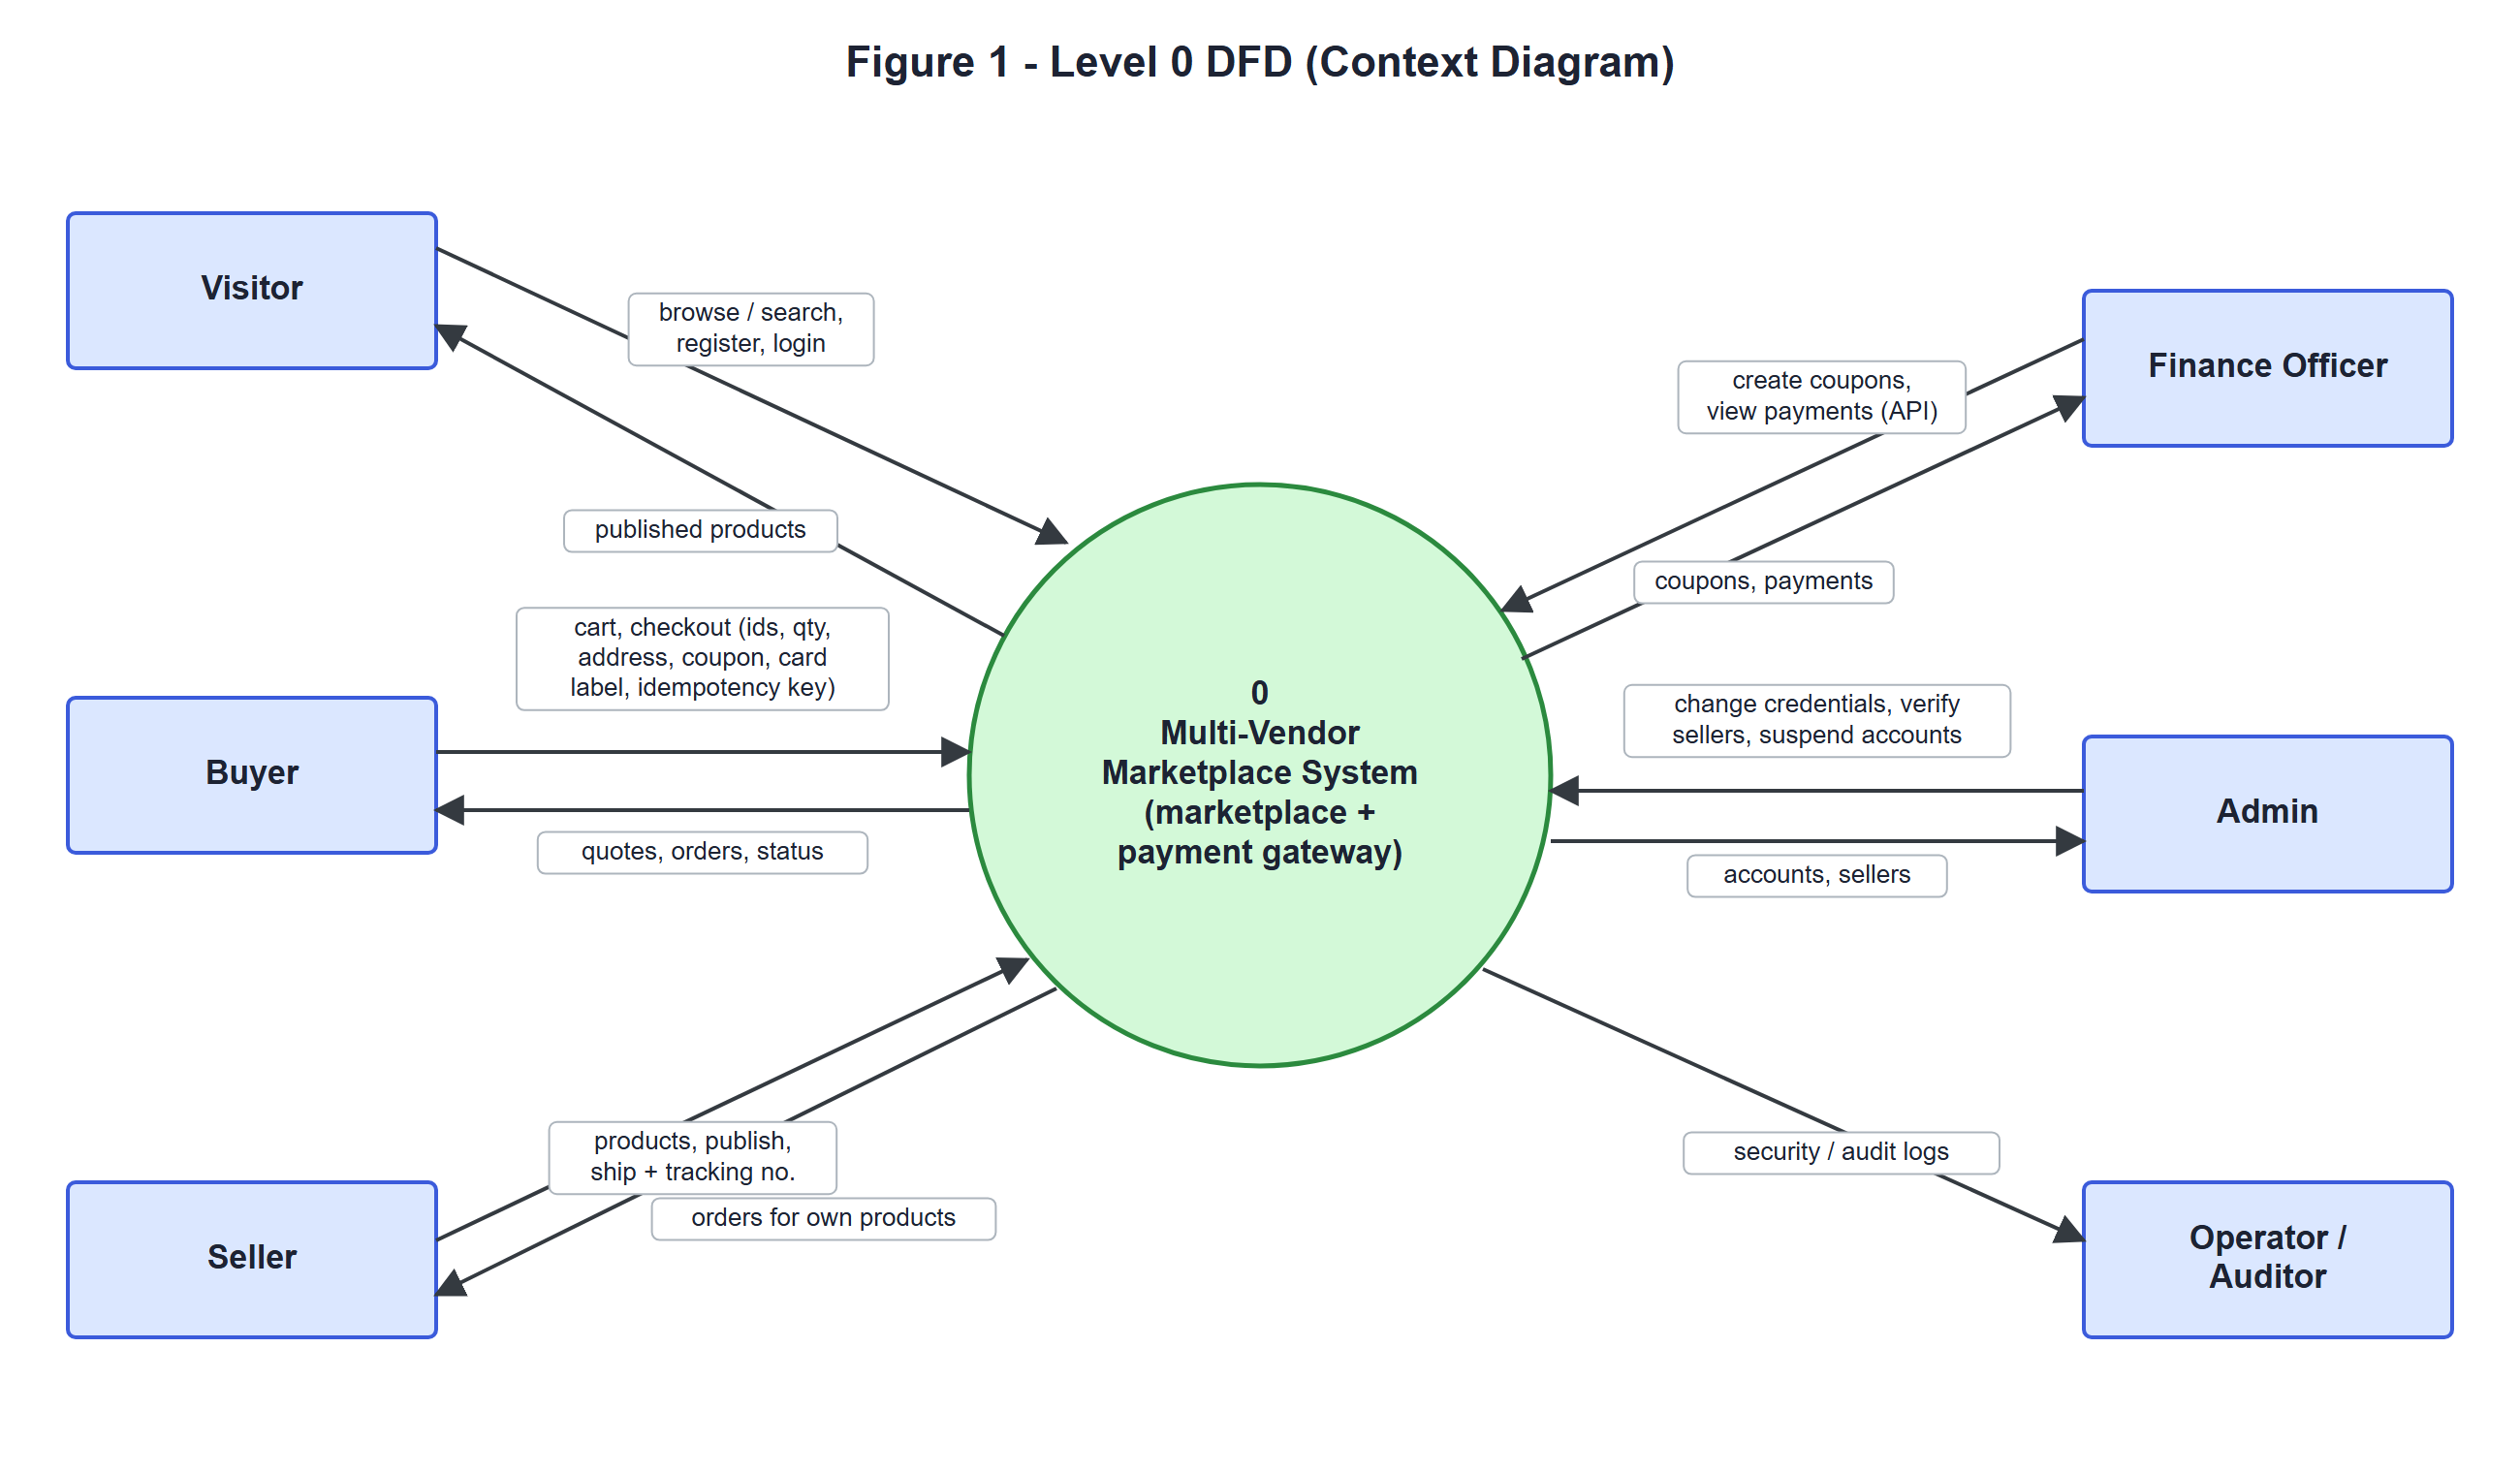 Figure 1 - Level 0 DFD (Context Diagram)
Visitor
browse / search,
register, login
published products
Finance Officer
create coupons,
view payments (API)
coupons, payments
cart, checkout (ids, qty,
address, coupon, card
label, idempotency key)
Buyer
quotes, orders, status
0
Multi-Vendor
Marketplace System
(marketplace +
payment gateway)
change credentials, verify
sellers, suspend accounts
Admin
accounts, sellers
products, publish,
ship + tracking no.
orders for own products
Seller
security / audit logs
Operator /
Auditor